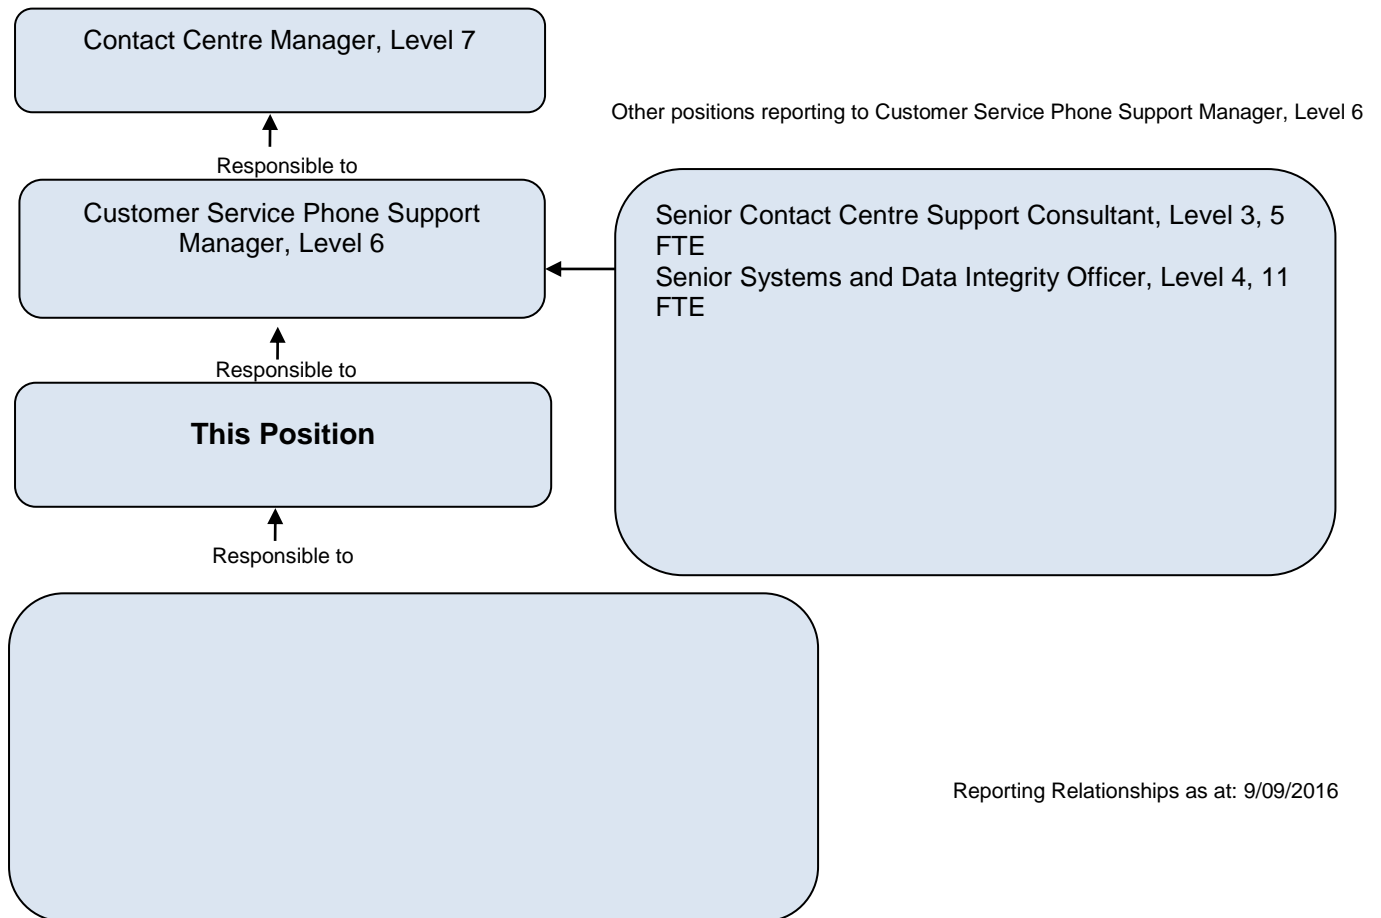 Contact Centre Manager, Level 7
Other positions reporting to Customer Service Phone Support Manager, Level 6
Responsible to
Customer Service Phone Support
Manager, Level 6
Senior Contact Centre Support Consultant, Level 3, 5
FTE
Senior Systems and Data Integrity Officer, Level 4, 11
FTE
Responsible to
This Position
Responsible to
Reporting Relationships as at: 9/09/2016